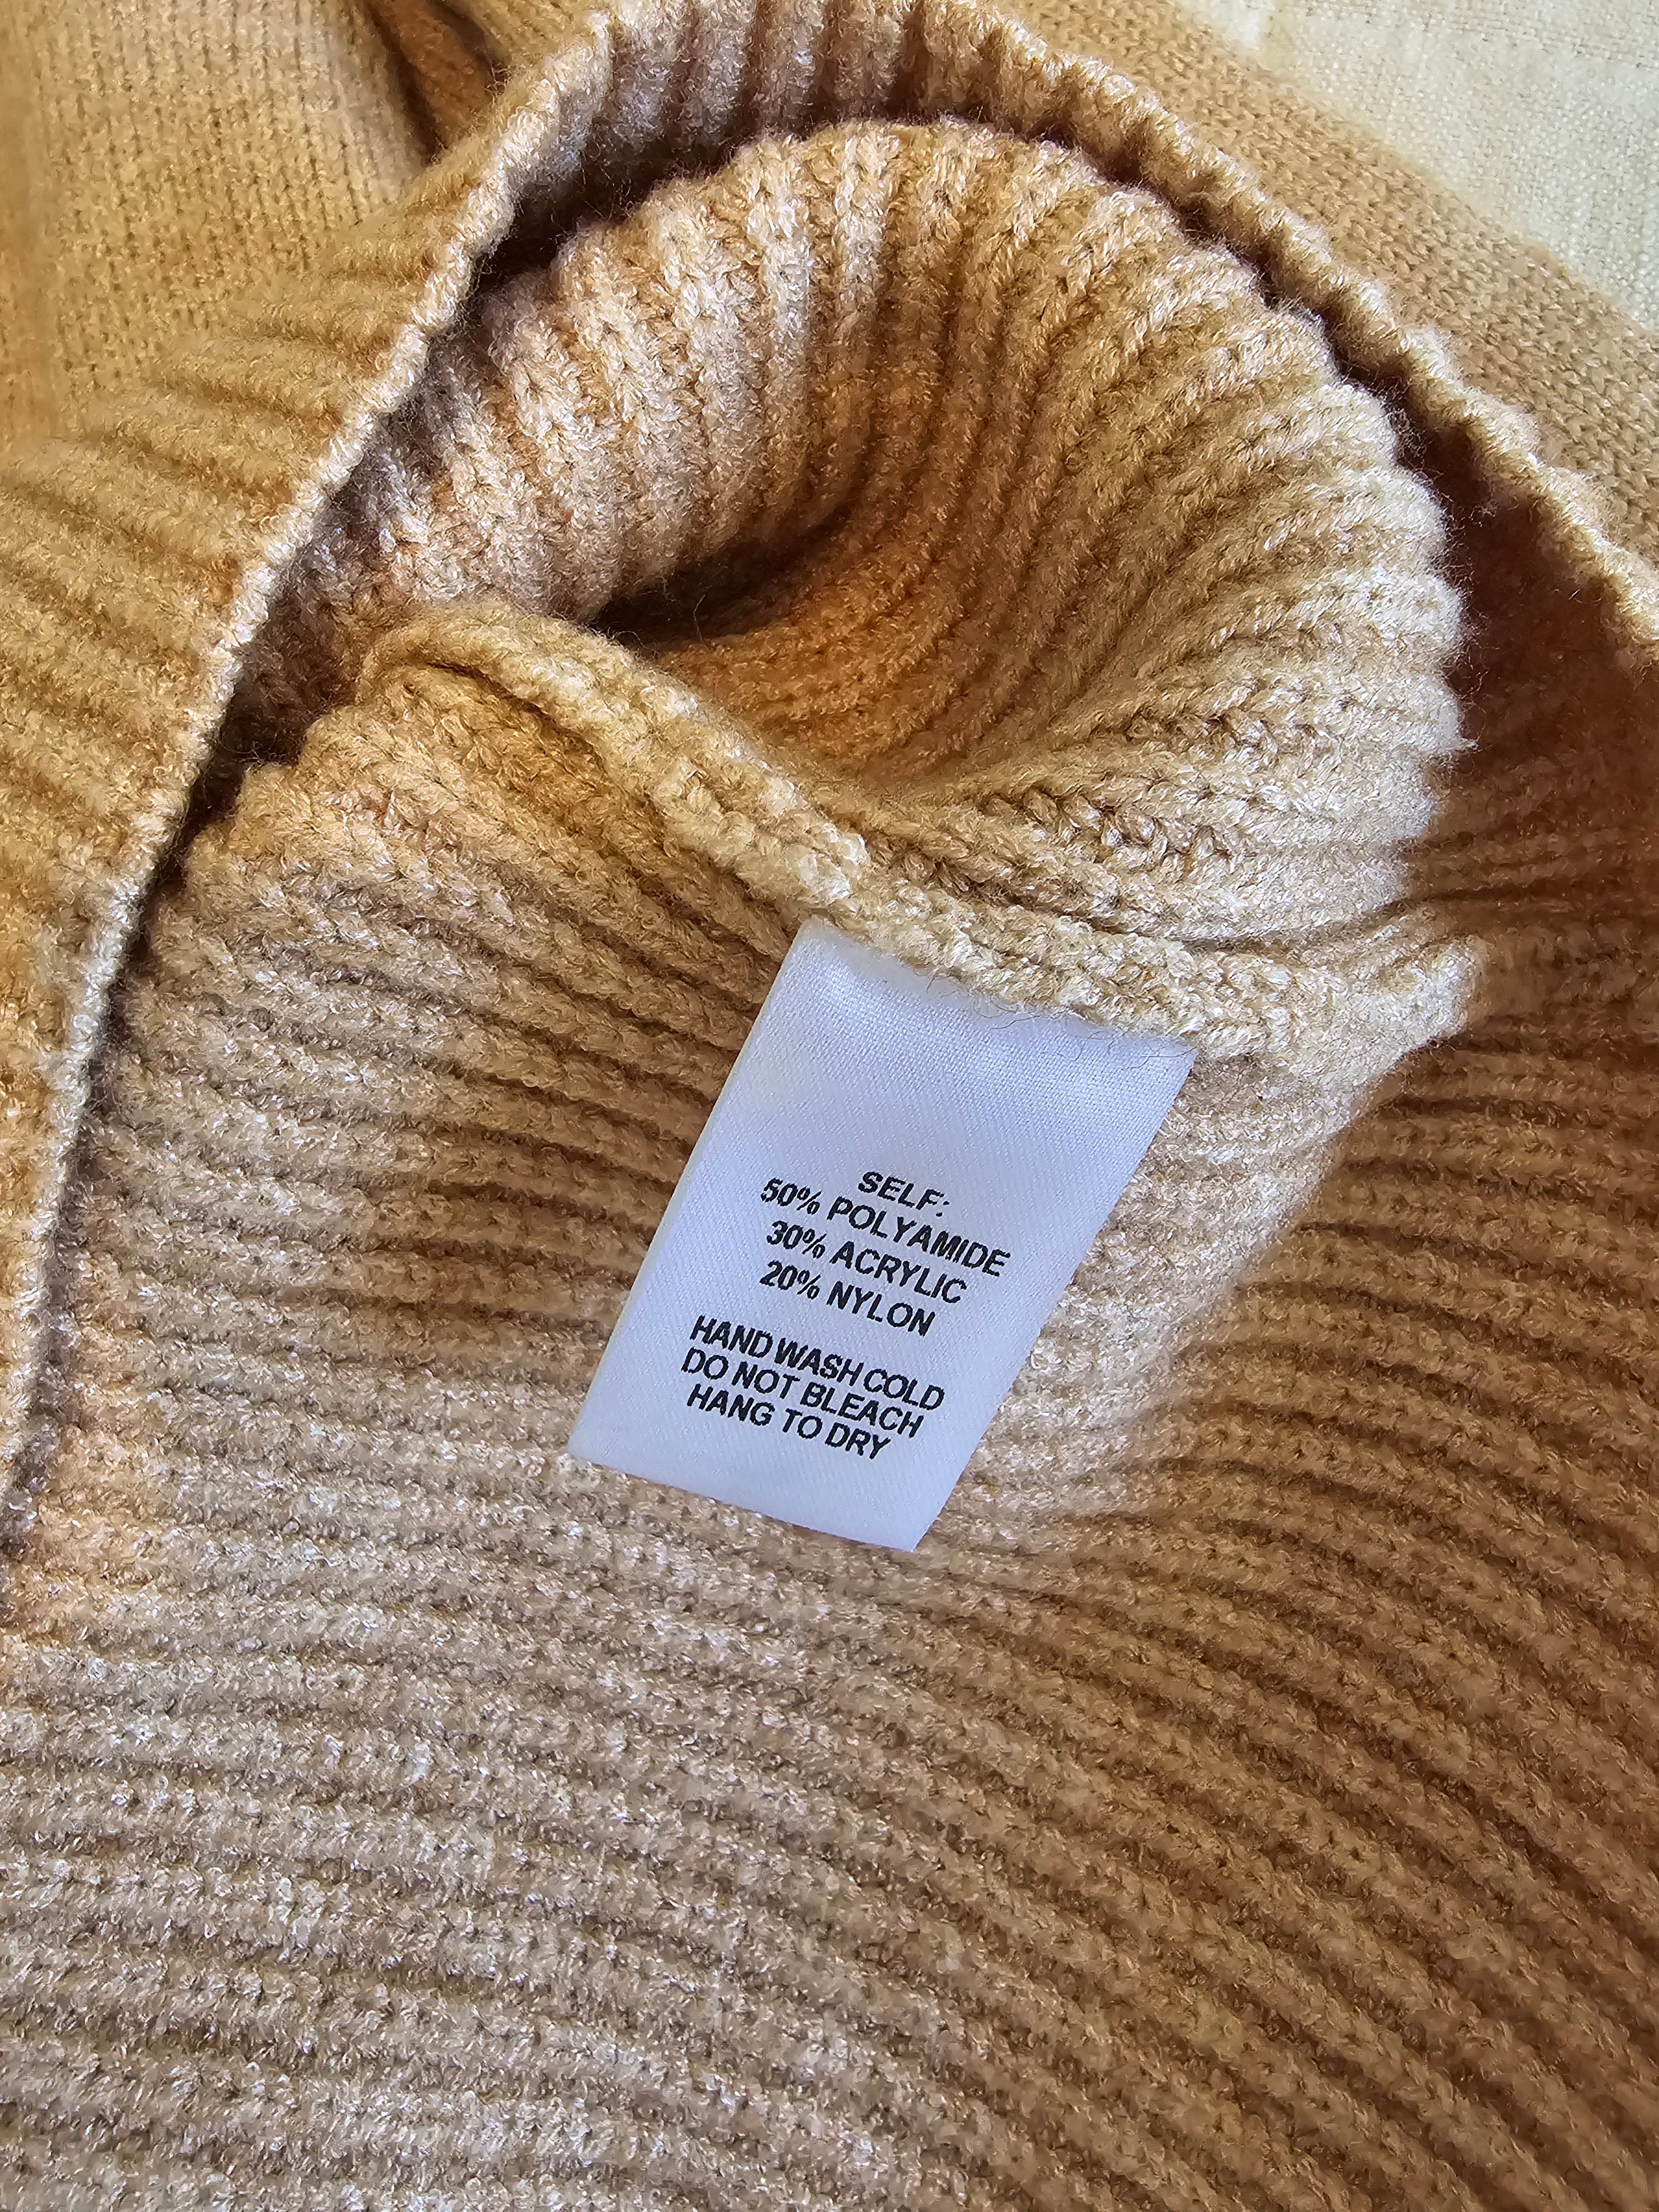 SELF:
50% POLYAMIDE
30% ACRYLIC
20% NYLON
HAND WASH COLD
DO NOT BLEACH
HANG TO DRY